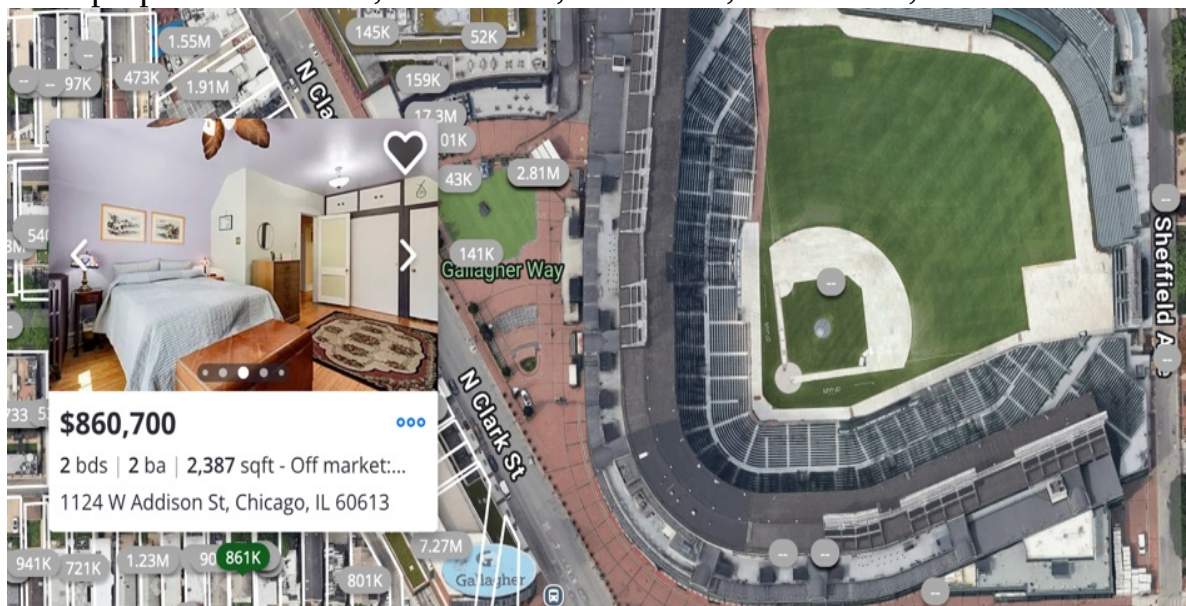 1.55M
145K
52K
--
-- -- 97K
473K
1.91M
159K
N Cla
17.3M
01K
43K
2.81M
54
141K
Gallagher Way
--
Sheffield A
$860,700
2 bds | 2 ba | 2,387 sqft - Off market:...
1124 W Addison St, Chicago, IL 60613
733
N Clark St
941K
721K
1.23M
90
861K
801K
7.27M
G
Gallagher
-- --
--